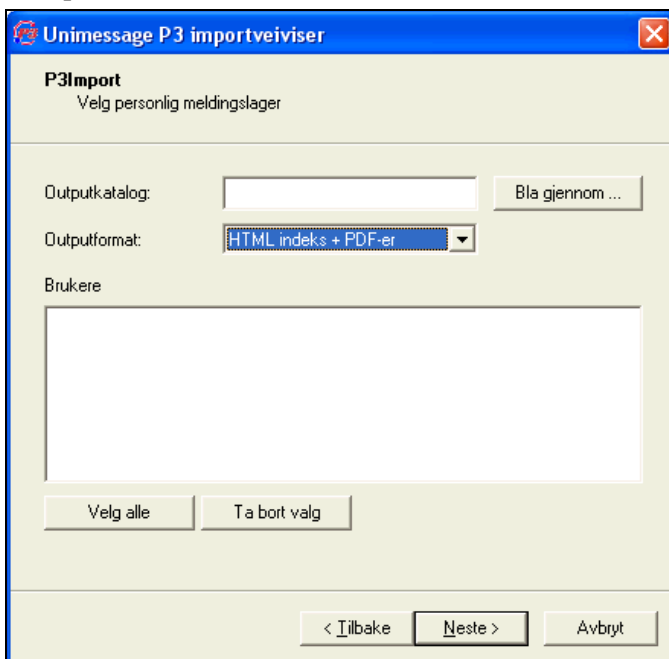 Unimessage P3 importveiviser
P3Import
Velg personlig meldingslager
Outputkatalog:
Bla gjennom ...
Outputformat:
HTML indeks + PDF-er
Brukere
Velg alle
Ta bort valg
< Tilbake
Neste >
Avbryt